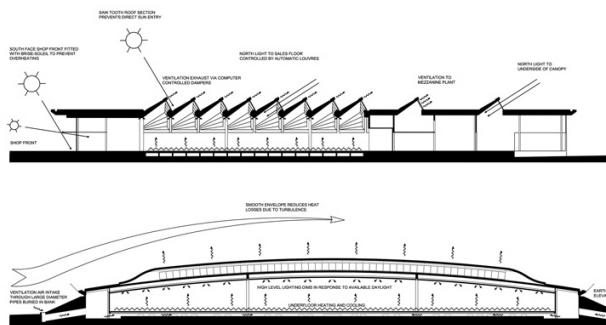 SAW TOOTH ROOF SECTION
PREVENTS DIRECT SUN ENTRY
SOUTH FACE SHOP FRONT FITTED
WITH BRISE-SOLEIL TO PREVENT
OVERHEATING
NORTH LIGHT TO SALES FLOOR
CONTROLLED BY AUTOMATIC LOUVRES
VENTILATION EXHAUST VIA COMPUTER
CONTROLLED DAMPERS
VENTILATION TO
MEZZANINE PLANT
NORTH LIGHT TO
UNDERSIDE OF CANOPY
SHOP FRONT
SMOOTH ENVELOPE REDUCES HEAT
LOSSES DUE TO TURBULENCE
VENTILATION AIR INTAKE
THROUGH LARGE DIAMETER
PIPES BURIED IN BANK
HIGH LEVEL LIGHTING DIMS IN RESPONSE TO AVAILABLE
DAYLIGHT
UNDERFLOOR HEATING AND COOLING
EARTH
ELEVA